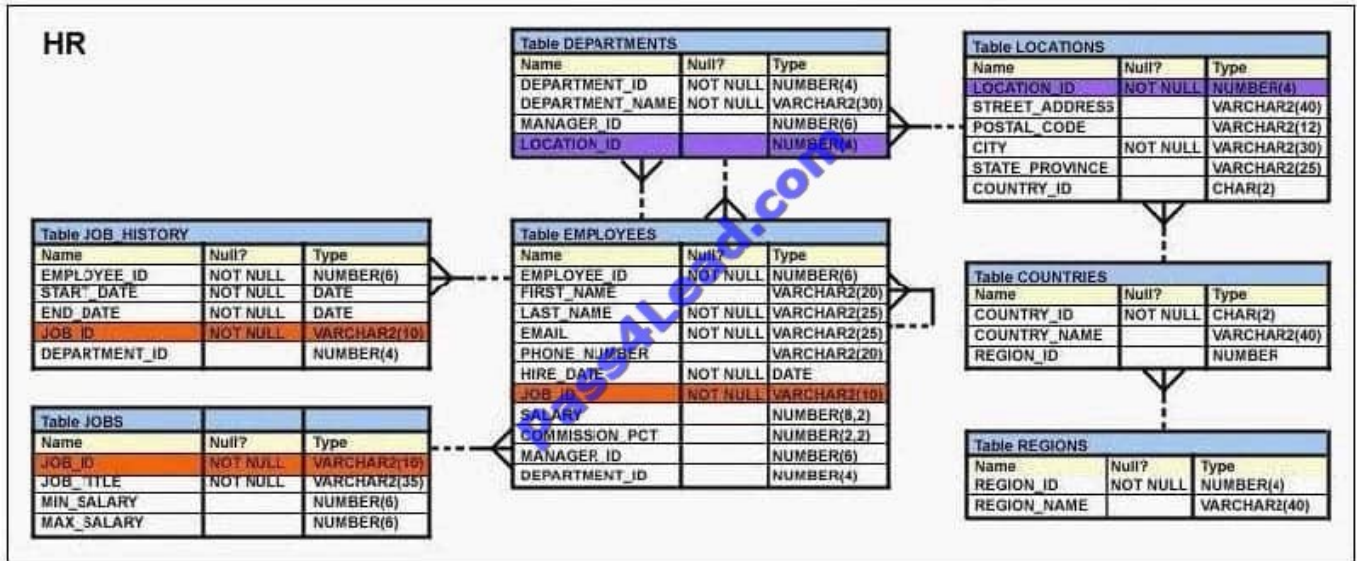 HR
Table DEPARTMENTS
Name Null? Type
DEPARTMENT_ID NOT NULL NUMBER(4)
DEPARTMENT_NAME NOT NULL VARCHAR2(30)
MANAGER_ID NUMBER(6)
LOCATION_ID NUMBER(4)
Table LOCATIONS
Name Null? Type
LOCATION_ID NOT NULL NUMBER(4)
STREET_ADDRESS VARCHAR2(40)
POSTAL_CODE VARCHAR2(12)
CITY NOT NULL VARCHAR2(30)
STATE_PROVINCE VARCHAR2(25)
COUNTRY_ID CHAR(2)
Table JOB_HISTORY
Name Null? Type
EMPLOYEE_ID NOT NULL NUMBER(6)
START_DATE NOT NULL DATE
END_DATE NOT NULL DATE
JOB_ID NOT NULL VARCHAR2(10)
DEPARTMENT_ID NUMBER(4)
Table EMPLOYEES
Name Null? Type
EMPLOYEE_ID NOT NULL NUMBER(6)
FIRST_NAME VARCHAR2(20)
LAST_NAME NOT NULL VARCHAR2(25)
EMAIL NOT NULL VARCHAR2(25)
PHONE_NUMBER VARCHAR2(20)
HIRE_DATE NOT NULL DATE
JOB_ID NOT NULL VARCHAR2(10)
SALARY NUMBER(8,2)
COMMISSION_PCT NUMBER(2,2)
MANAGER_ID NUMBER(6)
DEPARTMENT_ID NUMBER(4)
Table COUNTRIES
Name Null? Type
COUNTRY_ID NOT NULL CHAR(2)
COUNTRY_NAME VARCHAR2(40)
REGION_ID NUMBER
Table JOBS
Name Null? Type
JOB_ID NOT NULL VARCHAR2(10)
JOB_TITLE NOT NULL VARCHAR2(35)
MIN_SALARY NUMBER(6)
MAX_SALARY NUMBER(6)
Table REGIONS
Name Null? Type
REGION_ID NOT NULL NUMBER(4)
REGION_NAME VARCHAR2(40)
pass4Lead.com